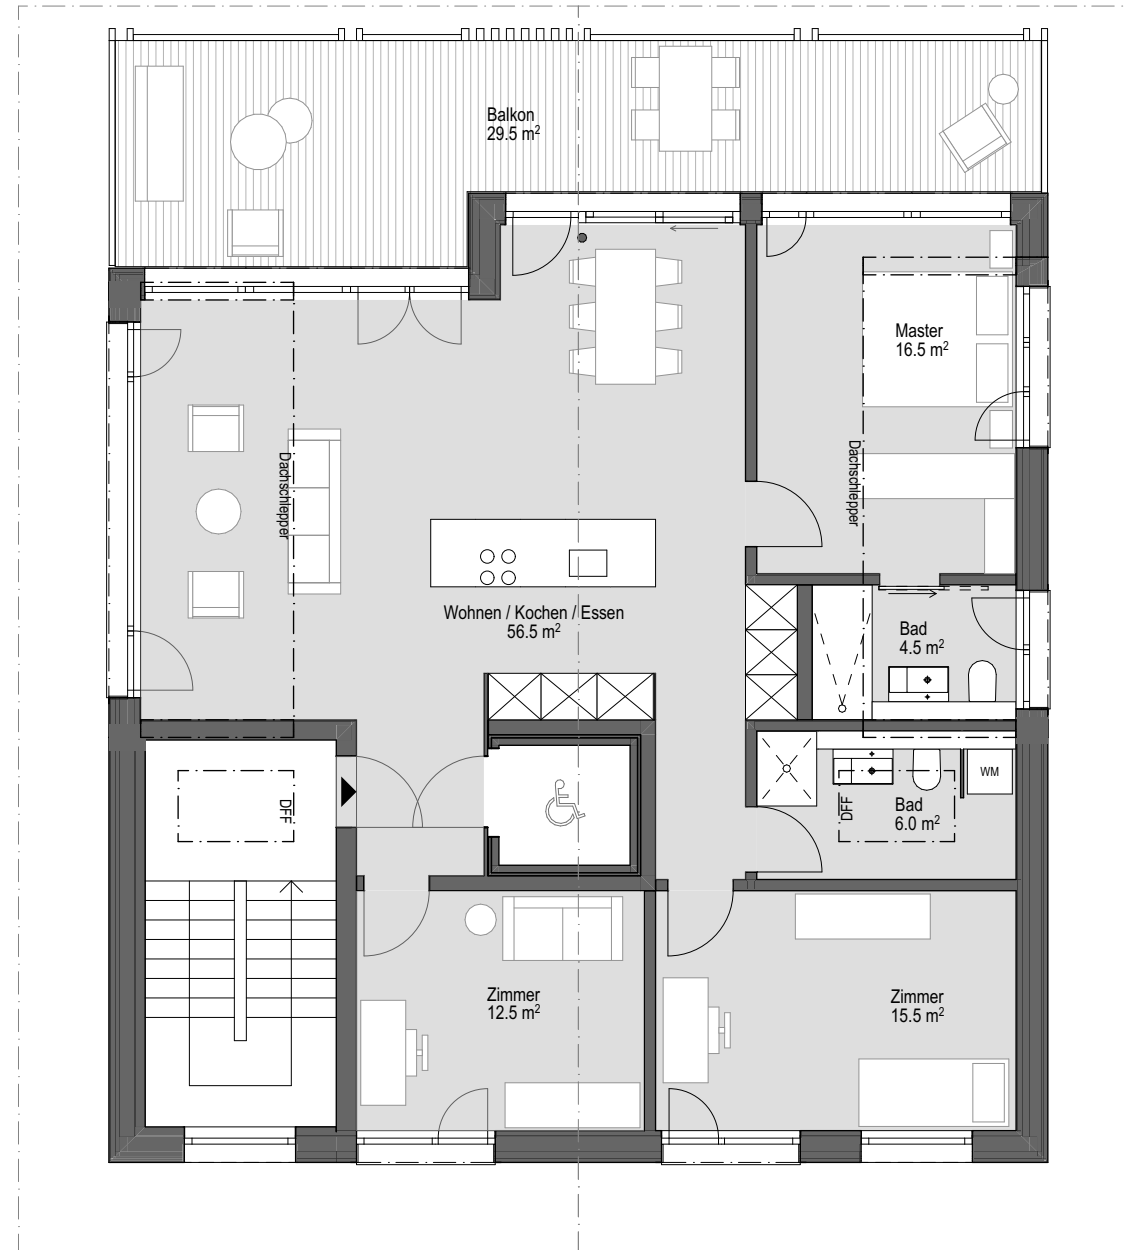 Balkon
29.5 m²
Master
16.5 m²
Dachschlepper
Dachschlepper
Wohnen / Kochen / Essen
56.5 m²
Bad
4.5 m²
DFF
WM
DFF
Bad
6.0 m²
Zimmer
12.5 m²
Zimmer
15.5 m²